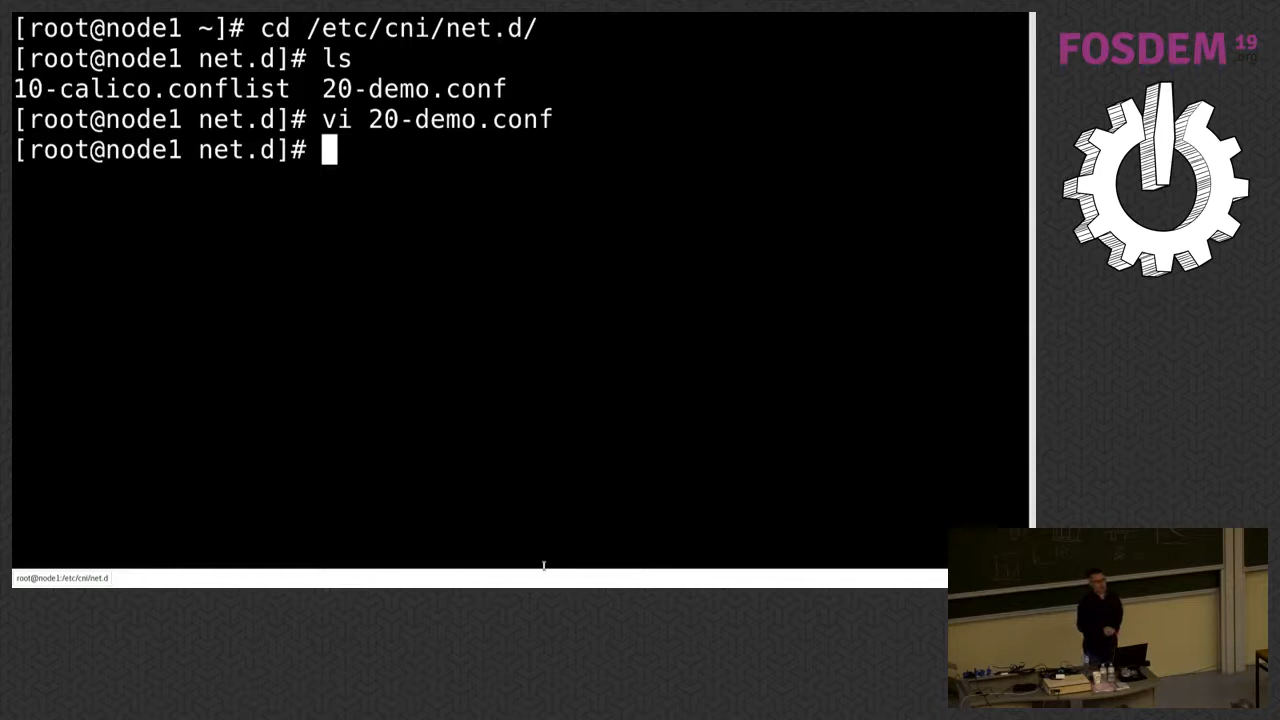 [root@node1 ~]# cd /etc/cni/net.d/
[root@node1 net.d]# ls
10-calico.conflist  20-demo.conf
[root@node1 net.d]# vi 20-demo.conf
[root@node1 net.d]#
root@node1:/etc/cni/net.d
FOSDEM 19
.org